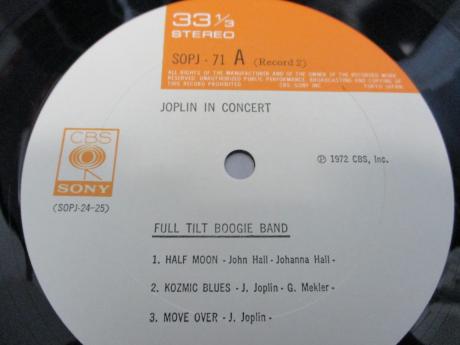 33 1/3
STEREO
SOPJ - 71 A (Record 2)
ALL RIGHTS OF THE MANUFACTURER AND OF THE OWNER OF THE RECORDED WORK
RESERVED. UNAUTHORIZED PUBLIC PERFORMANCE, BROADCASTING AND COPYING OF
THIS RECORD PROHIBITED. CBS/SONY INC. TOKYO JAPAN
JOPLIN IN CONCERT
CBS
SONY
(SOPJ-24-25)
℗ 1972 CBS, Inc.
FULL TILT BOOGIE BAND
1. HALF MOON - John Hall - Johanna Hall -
2. KOZMIC BLUES - J. Joplin - G. Mekler -
3. MOVE OVER - J. Joplin -